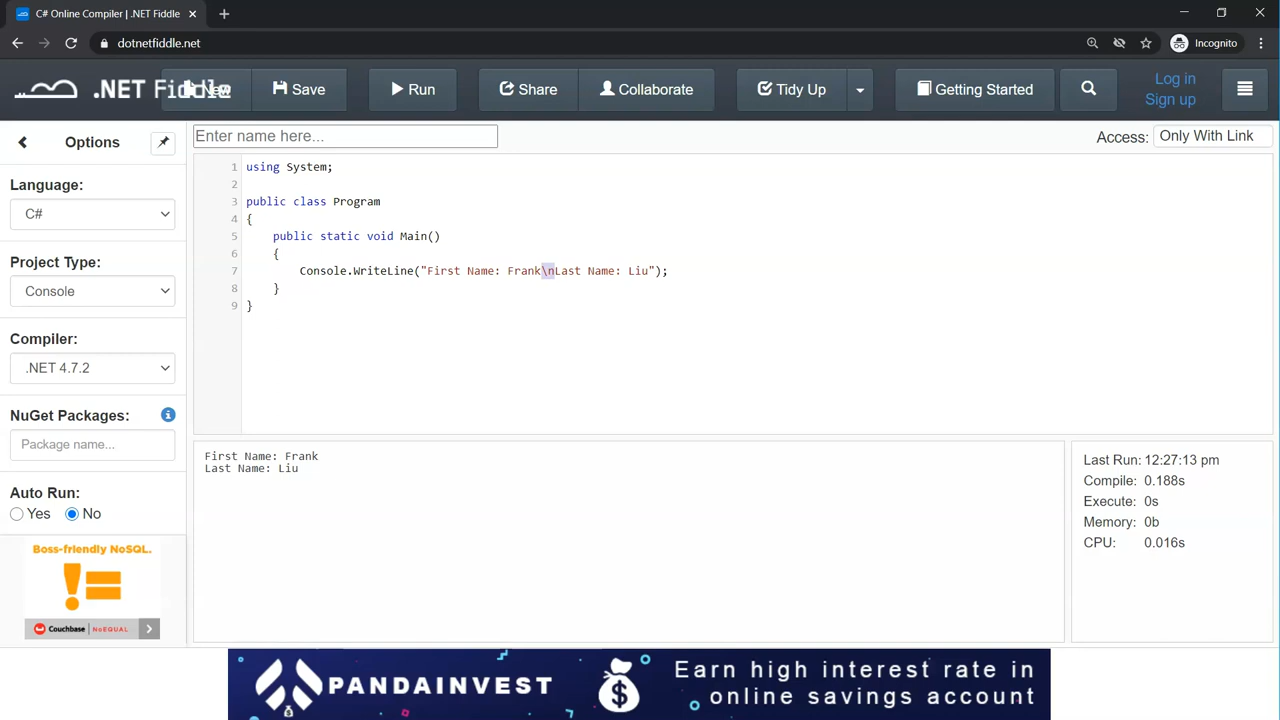 C# Online Compiler | .NET Fiddle
dotnetfiddle.net
Incognito
.NET Fiddle
New
Save
Run
Share
Collaborate
Tidy Up
Getting Started
Log in
Sign up
Options
Enter name here...
Access:
Only With Link
Language:
C#
Project Type:
Console
Compiler:
.NET 4.7.2
NuGet Packages:
Package name...
Auto Run:
Yes
No
1 using System;
2
3 public class Program
4 {
5 public static void Main()
6 {
7 Console.WriteLine("First Name: Frank\nLast Name: Liu");
8 }
9 }
First Name: Frank
Last Name: Liu
Last Run: 12:27:13 pm
Compile: 0.188s
Execute: 0s
Memory: 0b
CPU: 0.016s
Boss-friendly NoSQL.
Couchbase | NoEQUAL
PANDAINVEST
Earn high interest rate in
online savings account